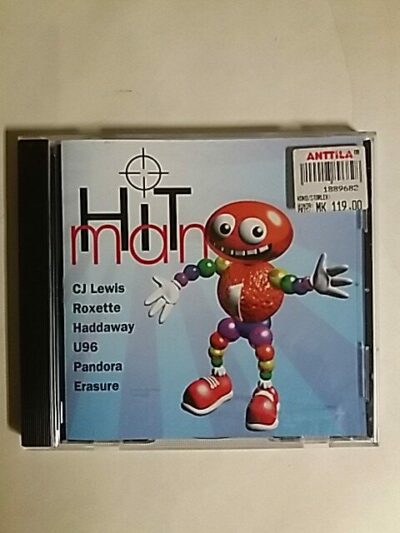 HiT
man
CJ Lewis
Roxette
Haddaway
U96
Pandora
Erasure
ANTTILA
1889682
MK 119.00